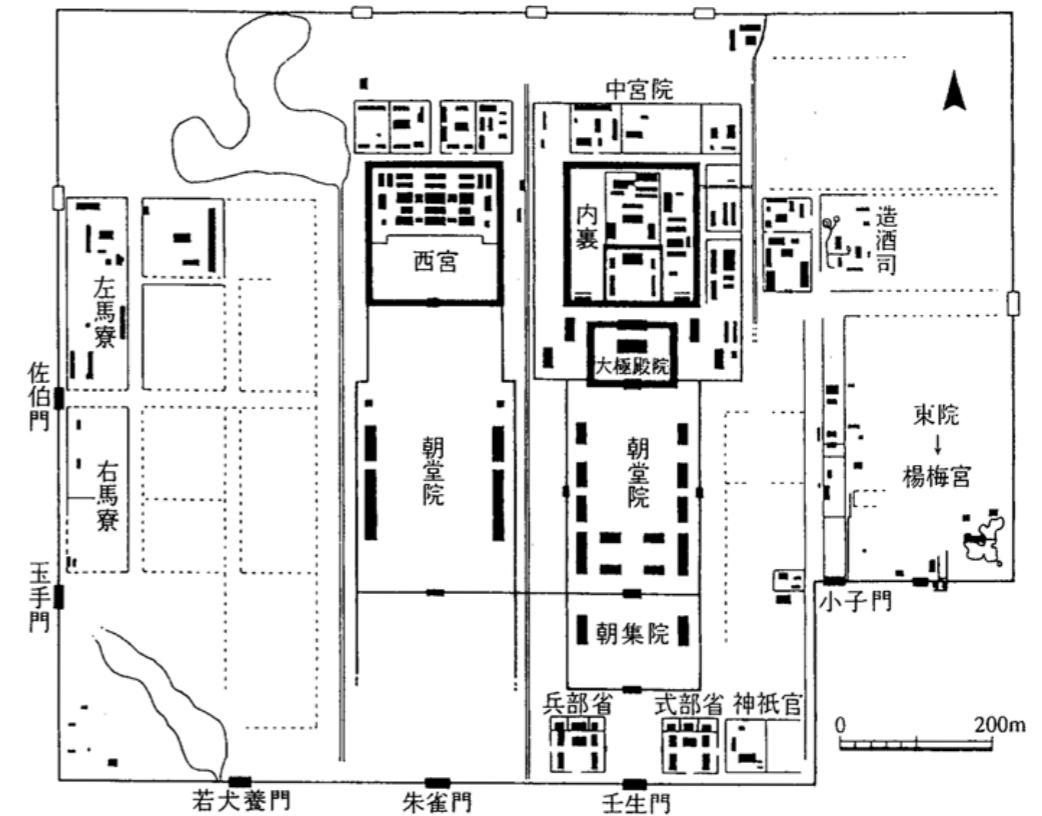 中宮院
内裏
造酒司
西宮
左馬寮
大極殿院
佐伯門
東院
↓
楊梅宮
朝堂院
朝堂院
右馬寮
玉手門
小子門
朝集院
兵部省
式部省
神祇官
0
200m
若犬養門
朱雀門
壬生門